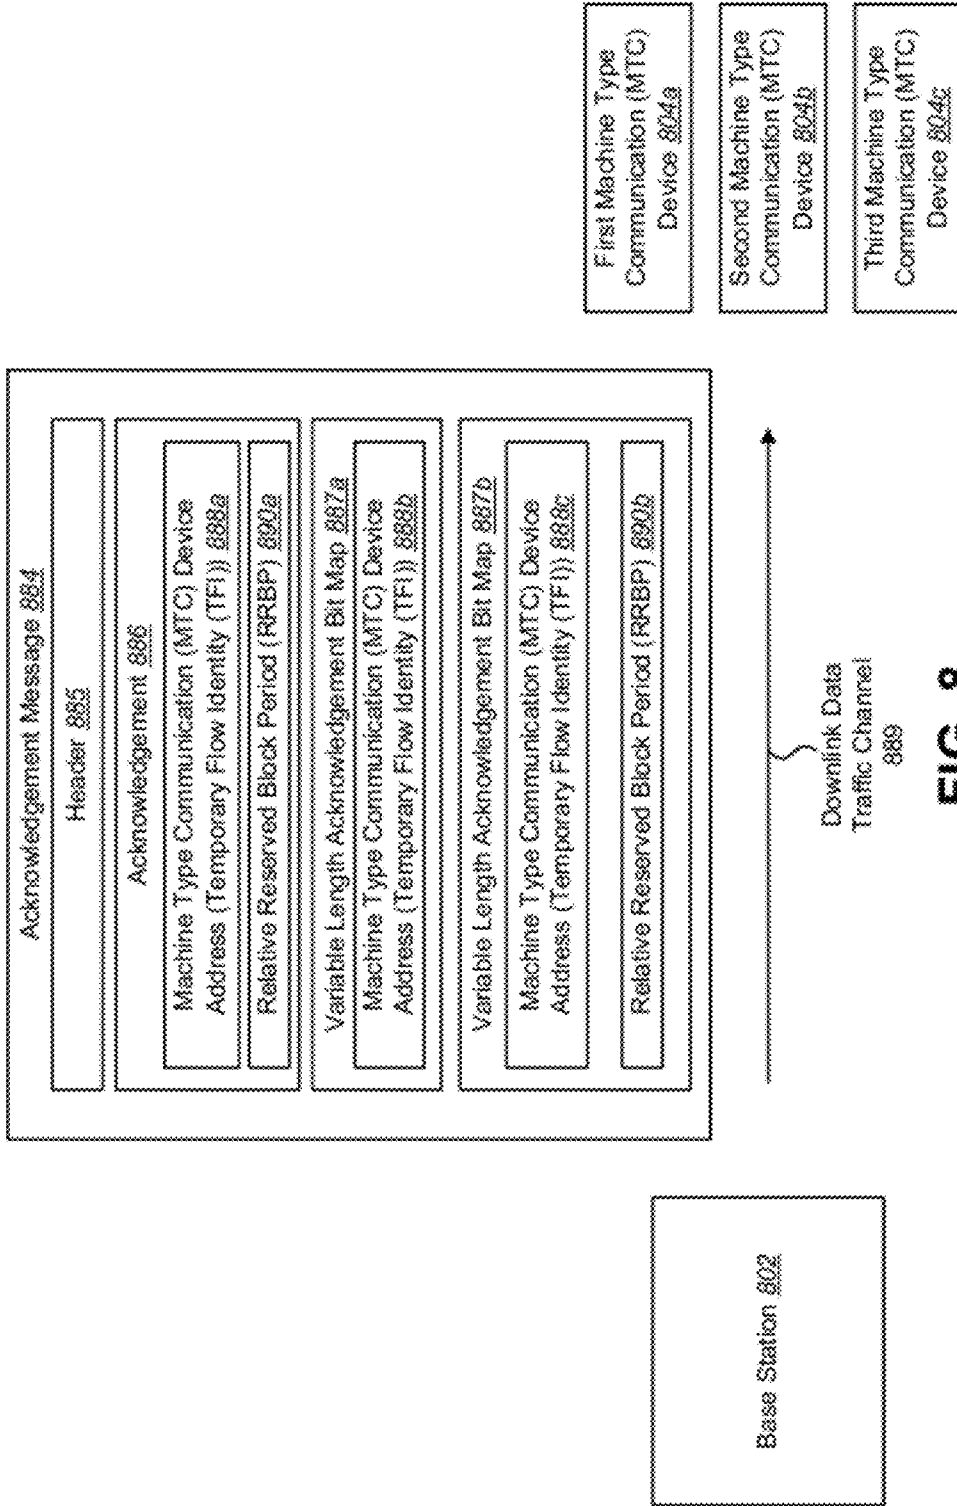 Acknowledgement Message 884
Header 885
Acknowledgement 886
Machine Type Communication (MTC) Device
Address (Temporary Flow Identity (TFI)) 888a
Relative Reserved Block Period (RRBP) 890a
Variable Length Acknowledgement Bit Map 887a
Machine Type Communication (MTC) Device
Address (Temporary Flow Identity (TFI)) 888b
Variable Length Acknowledgement Bit Map 887b
Machine Type Communication (MTC) Device
Address (Temporary Flow Identity (TFI)) 888c
Relative Reserved Block Period (RRBP) 890b
Base Station 802
Downlink Data
Traffic Channel
889
First Machine Type
Communication (MTC)
Device 804a
Second Machine Type
Communication (MTC)
Device 804b
Third Machine Type
Communication (MTC)
Device 804c
FIG. 8